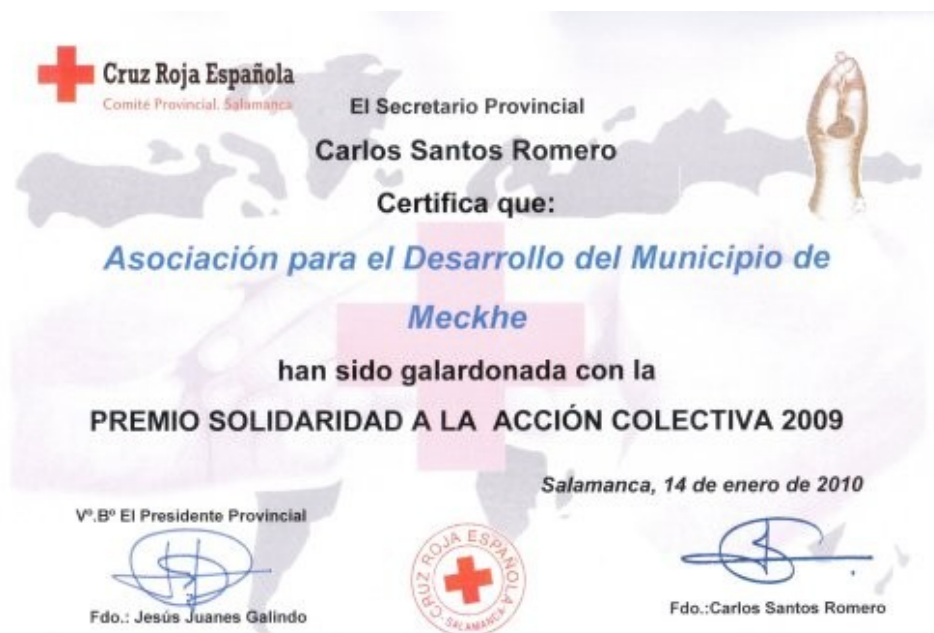 Cruz Roja Española
Comité Provincial. Salamanca
El Secretario Provincial
Carlos Santos Romero
Certifica que:
Asociación para el Desarrollo del Municipio de
Meckhe
han sido galardonada con la
PREMIO SOLIDARIDAD A LA ACCIÓN COLECTIVA 2009
Salamanca, 14 de enero de 2010
Vº.Bº El Presidente Provincial
Fdo.: Jesús Juanes Galindo
CRUZ ROJA ESPAÑOLA
SALAMANCA
Fdo.:Carlos Santos Romero